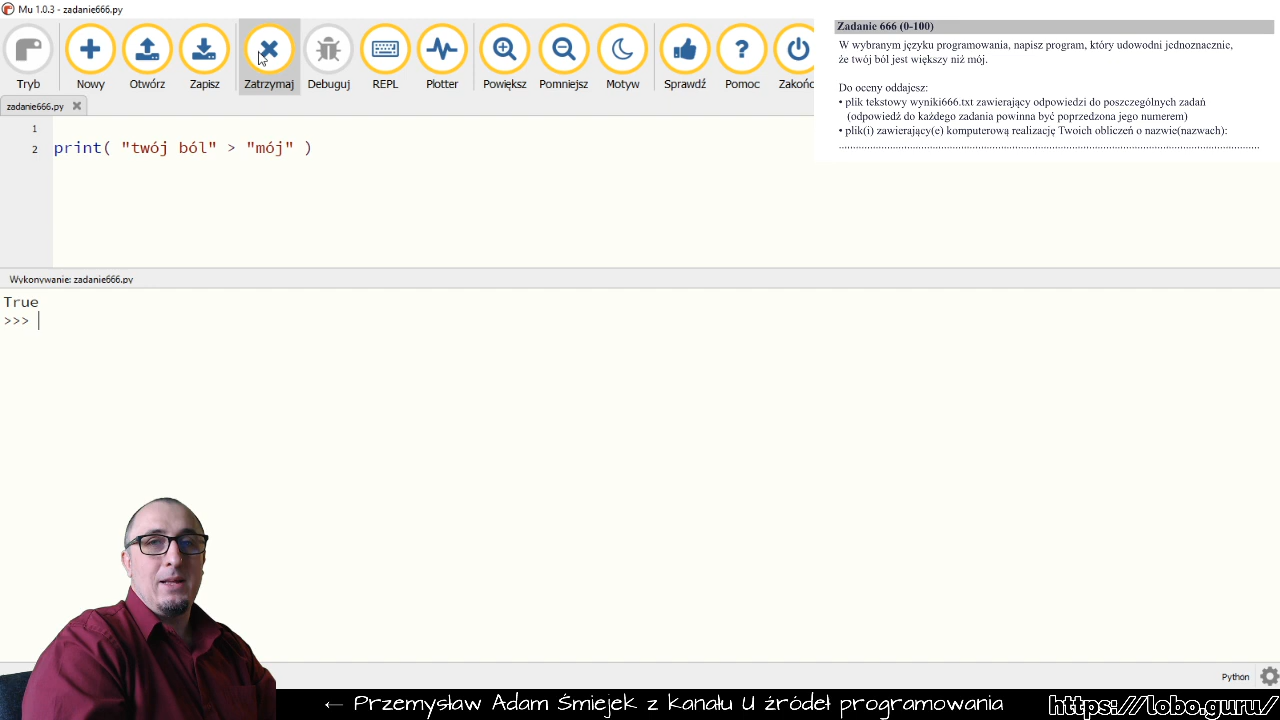 Mu 1.0.3 - zadanie666.py
Tryb Nowy Otwórz Zapisz Zatrzymaj Debuguj REPL Plotter Powiększ Pomniejsz Motyw Sprawdź Pomoc Zakońc
Zadanie 666 (0-100)
W wybranym języku programowania, napisz program który udowodni jednoznacznie,
że twój ból jest większy niż mój.
Do oceny oddajesz:
• plik tekstowy wyniki666.txt zawierający odpowiedzi do poszczególnych zadań
(odpowiedź do każdego zadania powinna być poprzedzona jego numerem)
• plik(i) zawierający(e) komputerową realizację Twoich obliczeń o nazwie(nazwach):
zadanie666.py
1
2 print( "twój ból" > "mój" )
Wykonywanie: zadanie666.py
True
>>>
Python
← Przemysław Adam Śmiejek z kanału U źródeł programowania
https://lobo.guru/